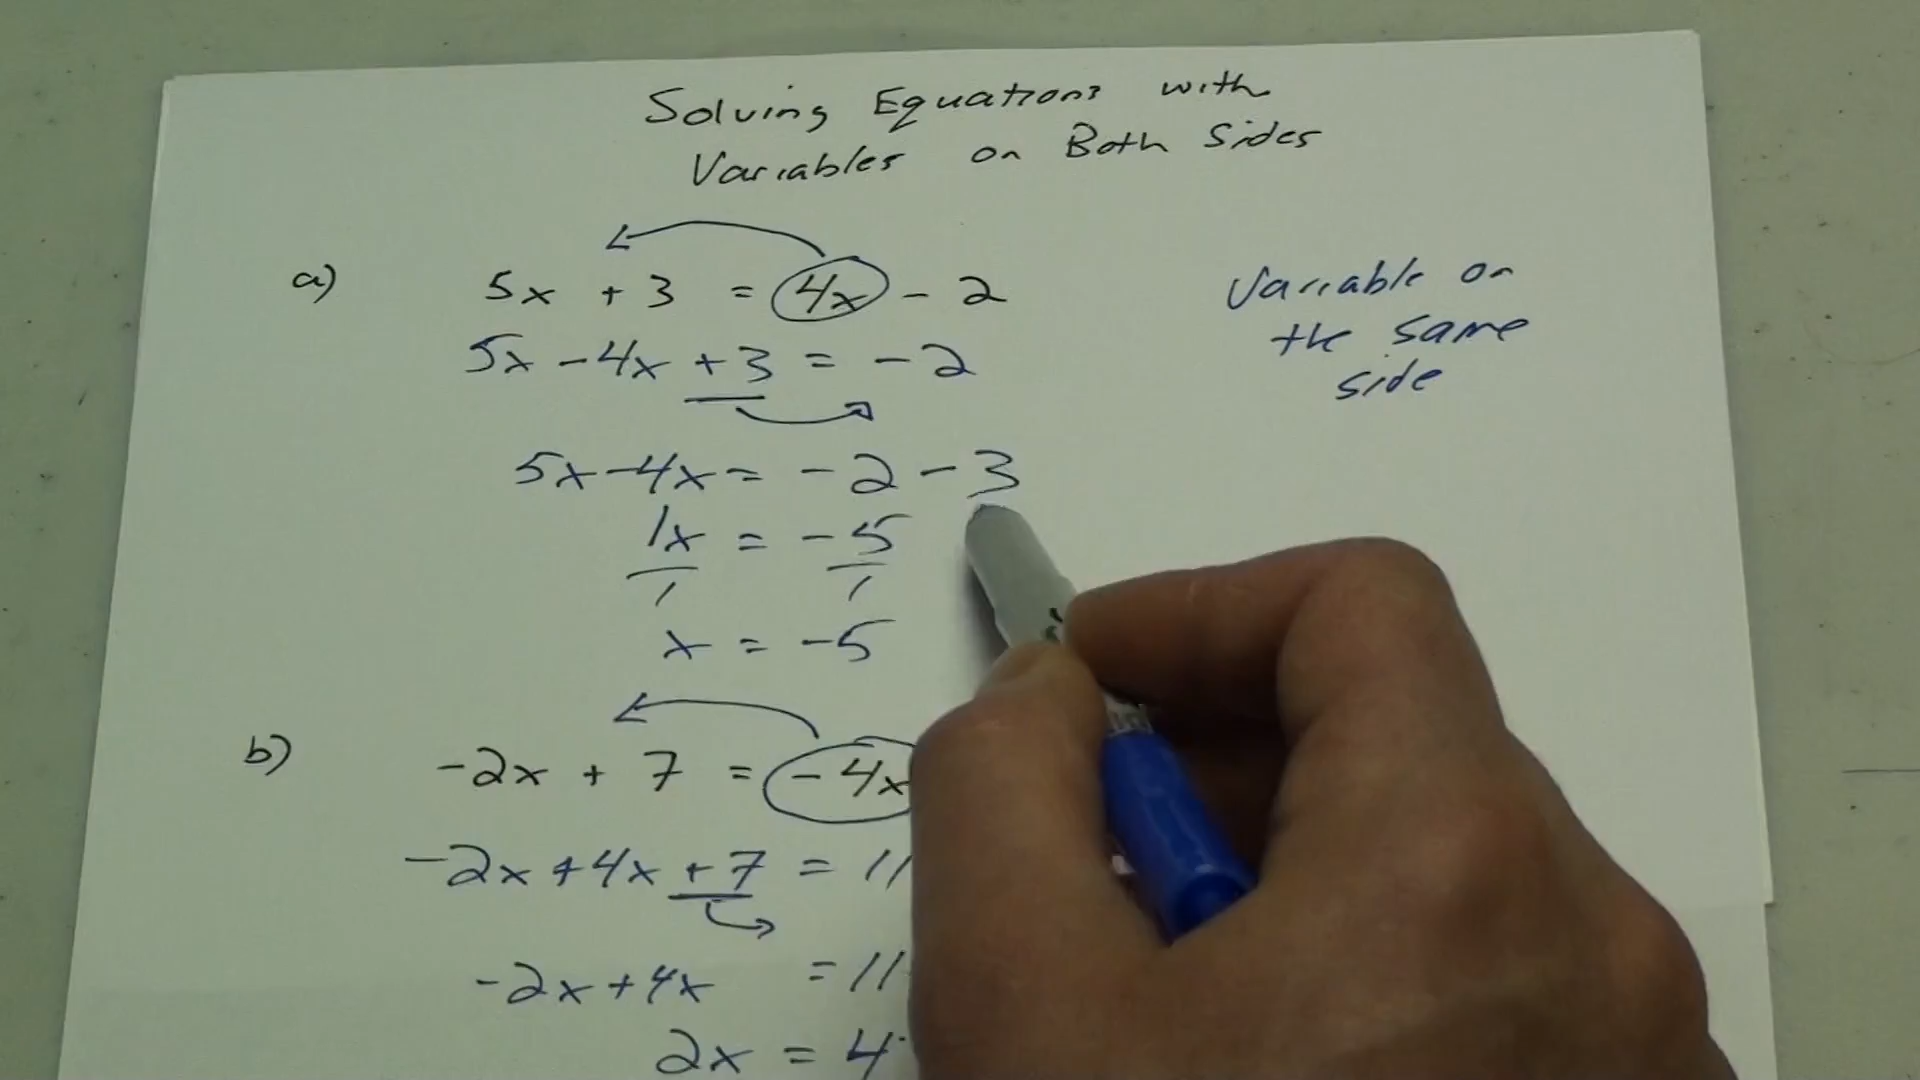 Solving Equations with
Variables on Both Sides
a) 5x + 3 = 4x - 2
Variable on
the same
side
5x - 4x + 3 = -2
5x - 4x = -2 - 3
1x = -5
1 1
x = -5
b) -2x + 7 = -4x
-2x + 4x + 7 = 11
-2x + 4x = 11
2x = 4